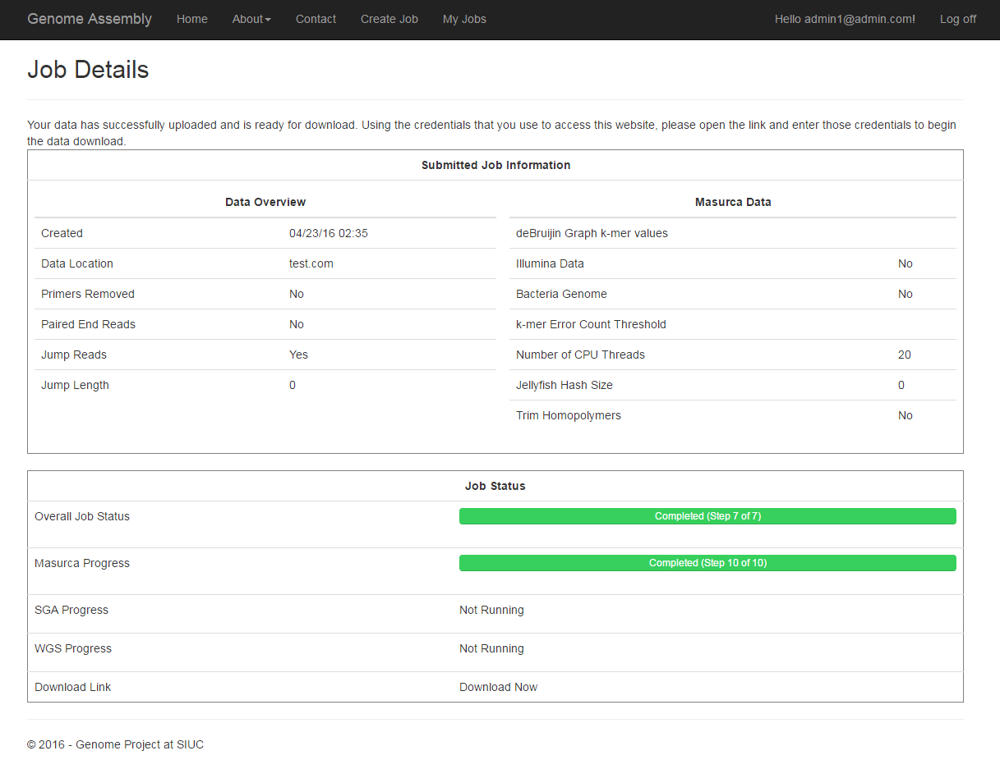 Genome Assembly Home About Contact Create Job My Jobs Hello admin1@admin.com! Log off
Job Details
Your data has successfully uploaded and is ready for download. Using the credentials that you use to access this website, please open the link and enter those credentials to begin
the data download.
Submitted Job Information
Data Overview
Created 04/23/16 02:35
Data Location test.com
Primers Removed No
Paired End Reads No
Jump Reads Yes
Jump Length 0
Masurca Data
deBruijin Graph k-mer values
Illumina Data No
Bacteria Genome No
k-mer Error Count Threshold
Number of CPU Threads 20
Jellyfish Hash Size 0
Trim Homopolymers No
Job Status
Overall Job Status Completed (Step 7 of 7)
Masurca Progress Completed (Step 10 of 10)
SGA Progress Not Running
WGS Progress Not Running
Download Link Download Now
© 2016 - Genome Project at SIUC